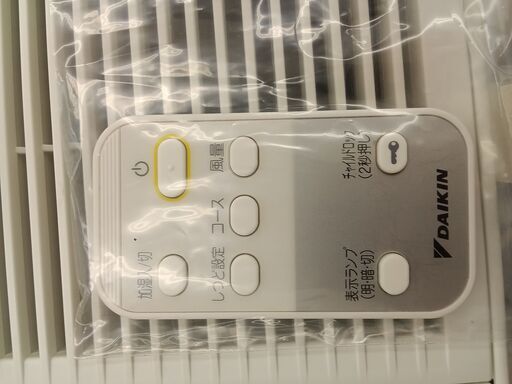 風量
加湿入/切
コース
しつど設定
チャイルドロック
(2秒押し)
表示ランプ
(明・暗・切)
DAIKIN